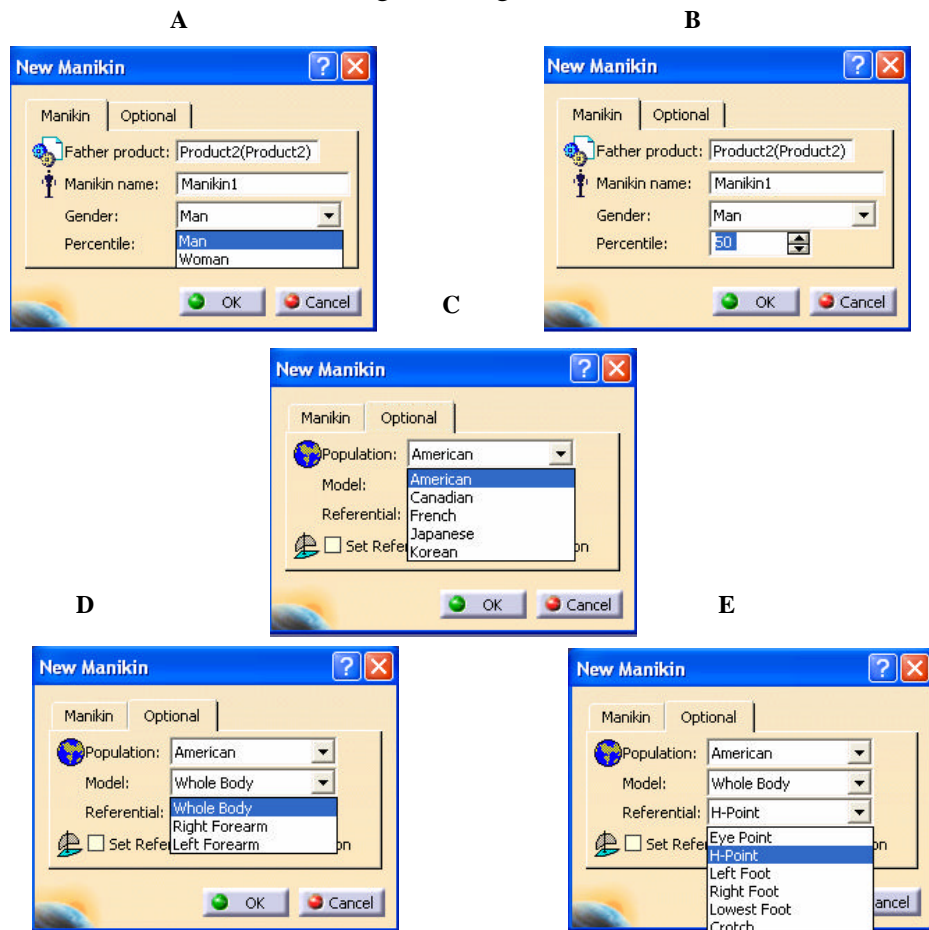 A
B
New Manikin
Manikin Optional
Father product: Product2(Product2)
Manikin name: Manikin1
Gender: Man
Percentile: Man
Woman
OK Cancel
New Manikin
Manikin Optional
Father product: Product2(Product2)
Manikin name: Manikin1
Gender: Man
Percentile: 50
OK Cancel
C
New Manikin
Manikin Optional
Population: American
Model: American
Canadian
Referential: French
Japanese
Set Refe Korean on
OK Cancel
D
E
New Manikin
Manikin Optional
Population: American
Model: Whole Body
Referential: Whole Body
Right Forearm
Set Refe Left Forearm on
OK Cancel
New Manikin
Manikin Optional
Population: American
Model: Whole Body
Referential: H-Point
Eye Point
Set Refe H-Point on
Left Foot
Right Foot
Lowest Foot ancel
Crotch